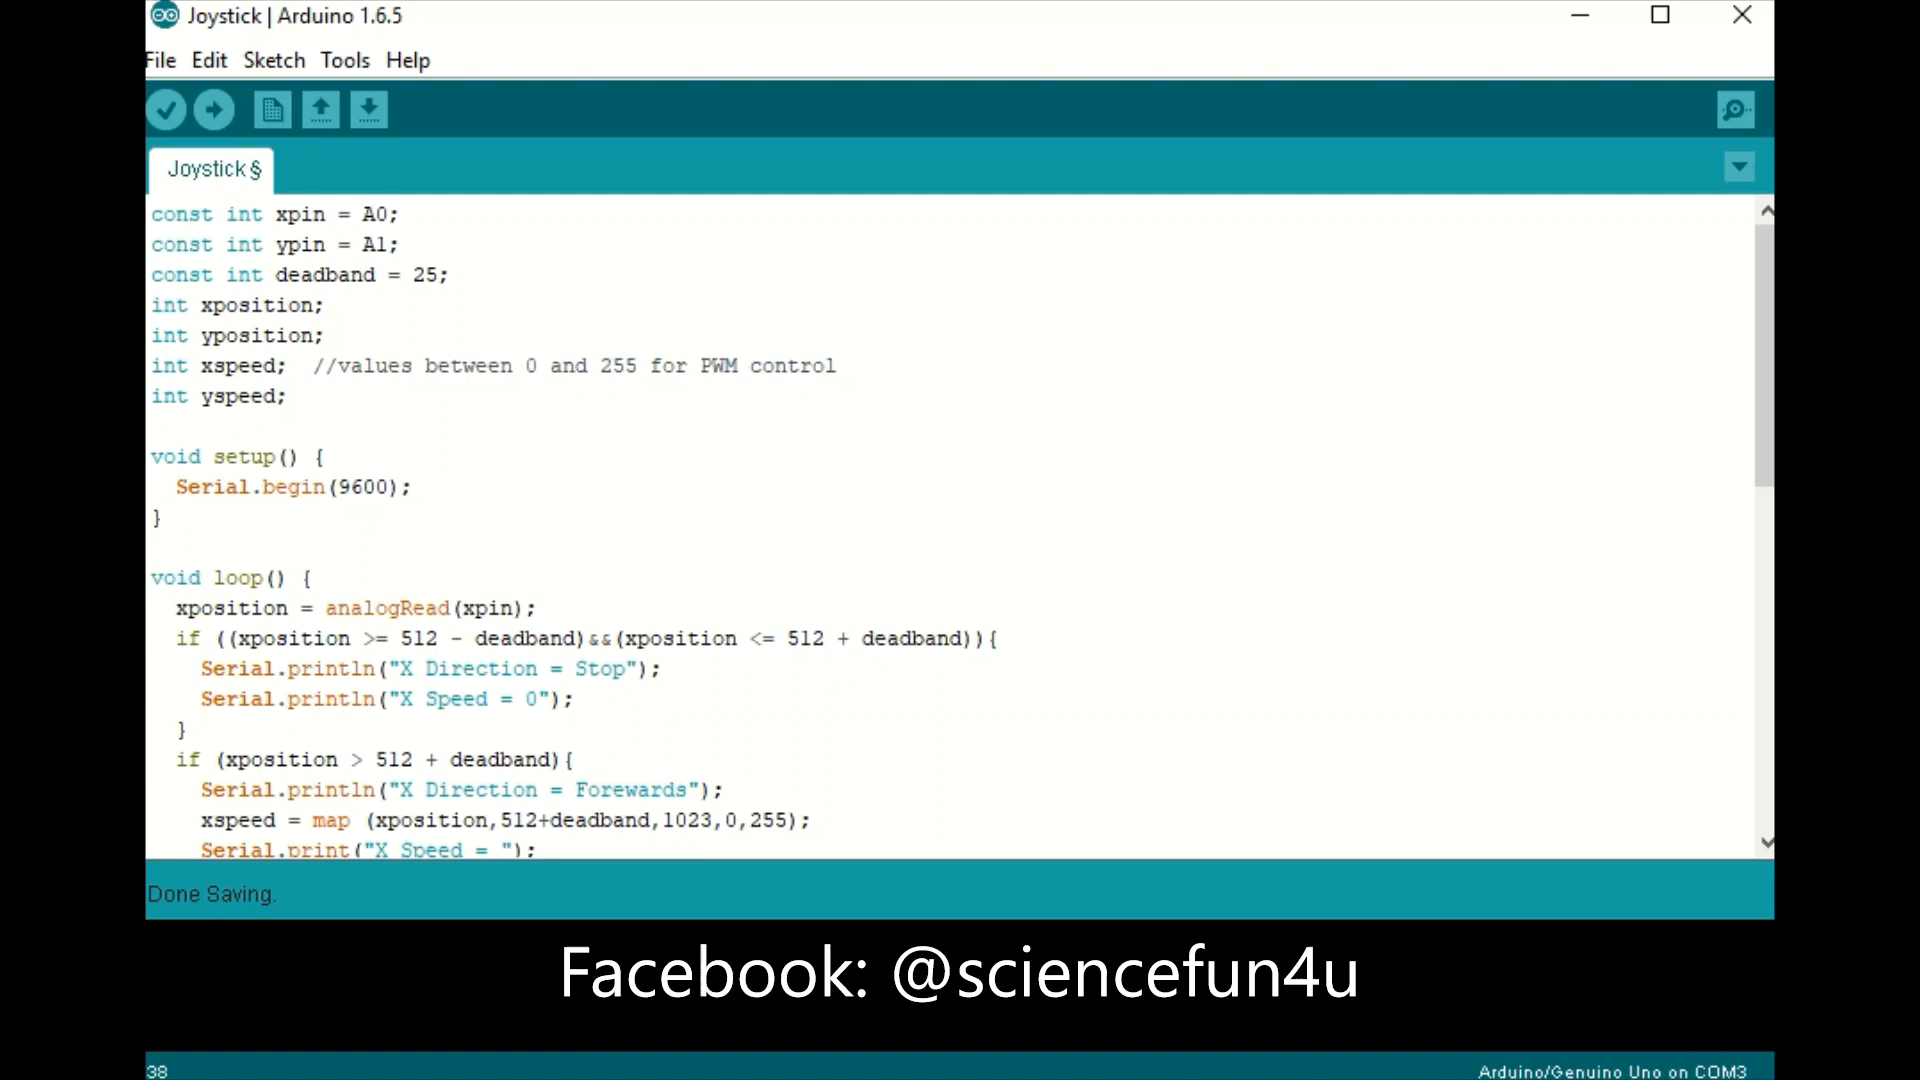 Joystick | Arduino 1.6.5
File Edit Sketch Tools Help
Joystick §
const int xpin = A0;
const int ypin = A1;
const int deadband = 25;
int xposition;
int yposition;
int xspeed;  //values between 0 and 255 for PWM control
int yspeed;
void setup() {
Serial.begin(9600);
}
void loop() {
xposition = analogRead(xpin);
if ((xposition >= 512 - deadband)&&(xposition <= 512 + deadband)){
Serial.println("X Direction = Stop");
Serial.println("X Speed = 0");
}
if (xposition > 512 + deadband){
Serial.println("X Direction = Forewards");
xspeed = map (xposition,512+deadband,1023,0,255);
Serial.print("X Speed = ");
Done Saving.
Facebook: @sciencefun4u
38
Arduino/Genuino Uno on COM3